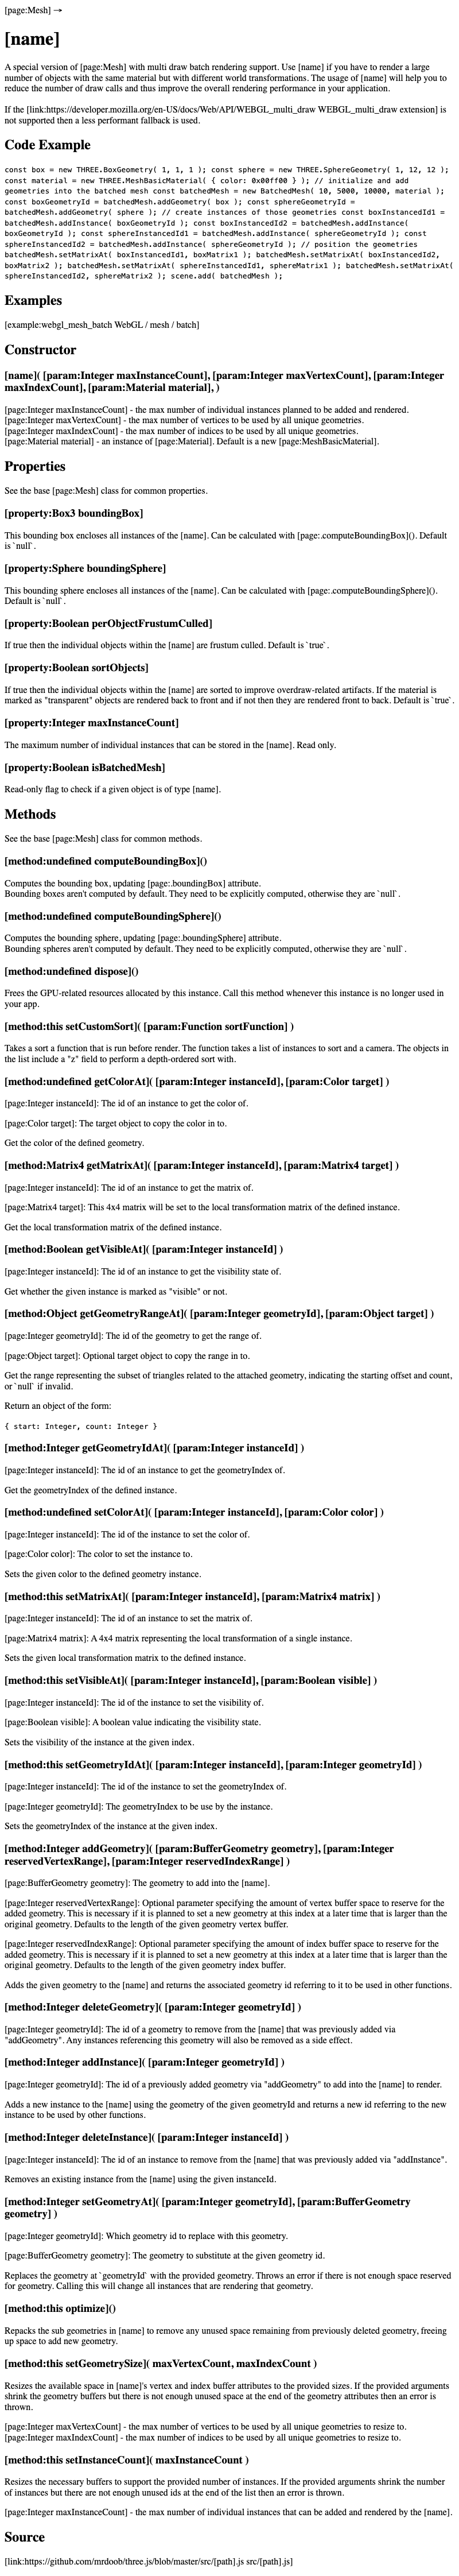 [page:Mesh] →
[name]
A special version of [page:Mesh] with multi draw batch rendering support. Use [name] if you have to render a large
number of objects with the same material but with different world transformations. The usage of [name] will help you to
reduce the number of draw calls and thus improve the overall rendering performance in your application.
If the [link:https://developer.mozilla.org/en-US/docs/Web/API/WEBGL_multi_draw WEBGL_multi_draw extension] is
not supported then a less performant fallback is used.
Code Example
const box = new THREE.BoxGeometry( 1, 1, 1 ); const sphere = new THREE.SphereGeometry( 1, 12, 12 );
const material = new THREE.MeshBasicMaterial( { color: 0x00ff00 } ); // initialize and add
geometries into the batched mesh const batchedMesh = new BatchedMesh( 10, 5000, 10000, material );
const boxGeometryId = batchedMesh.addGeometry( box ); const sphereGeometryId =
batchedMesh.addGeometry( sphere ); // create instances of those geometries const boxInstancedId1 =
batchedMesh.addInstance( boxGeometryId ); const boxInstancedId2 = batchedMesh.addInstance(
boxGeometryId ); const sphereInstancedId1 = batchedMesh.addInstance( sphereGeometryId ); const
sphereInstancedId2 = batchedMesh.addInstance( sphereGeometryId ); // position the geometries
batchedMesh.setMatrixAt( boxInstancedId1, boxMatrix1 ); batchedMesh.setMatrixAt( boxInstancedId2,
boxMatrix2 ); batchedMesh.setMatrixAt( sphereInstancedId1, sphereMatrix1 ); batchedMesh.setMatrixAt(
sphereInstancedId2, sphereMatrix2 ); scene.add( batchedMesh );
Examples
[example:webgl_mesh_batch WebGL / mesh / batch]
Constructor
[name]( [param:Integer maxInstanceCount], [param:Integer maxVertexCount], [param:Integer
maxIndexCount], [param:Material material], )
[page:Integer maxInstanceCount] - the max number of individual instances planned to be added and rendered.
[page:Integer maxVertexCount] - the max number of vertices to be used by all unique geometries.
[page:Integer maxIndexCount] - the max number of indices to be used by all unique geometries.
[page:Material material] - an instance of [page:Material]. Default is a new [page:MeshBasicMaterial].
Properties
See the base [page:Mesh] class for common properties.
[property:Box3 boundingBox]
This bounding box encloses all instances of the [name]. Can be calculated with [page:.computeBoundingBox](). Default
is `null`.
[property:Sphere boundingSphere]
This bounding sphere encloses all instances of the [name]. Can be calculated with [page:.computeBoundingSphere]().
Default is `null`.
[property:Boolean perObjectFrustumCulled]
If true then the individual objects within the [name] are frustum culled. Default is `true`.
[property:Boolean sortObjects]
If true then the individual objects within the [name] are sorted to improve overdraw-related artifacts. If the material is
marked as "transparent" objects are rendered back to front and if not then they are rendered front to back. Default is `true`.
[property:Integer maxInstanceCount]
The maximum number of individual instances that can be stored in the [name]. Read only.
[property:Boolean isBatchedMesh]
Read-only flag to check if a given object is of type [name].
Methods
See the base [page:Mesh] class for common methods.
[method:undefined computeBoundingBox]()
Computes the bounding box, updating [page:.boundingBox] attribute.
Bounding boxes aren't computed by default. They need to be explicitly computed, otherwise they are `null`.
[method:undefined computeBoundingSphere]()
Computes the bounding sphere, updating [page:.boundingSphere] attribute.
Bounding spheres aren't computed by default. They need to be explicitly computed, otherwise they are `null`.
[method:undefined dispose]()
Frees the GPU-related resources allocated by this instance. Call this method whenever this instance is no longer used in
your app.
[method:this setCustomSort]( [param:Function sortFunction] )
Takes a sort a function that is run before render. The function takes a list of instances to sort and a camera. The objects in
the list include a "z" field to perform a depth-ordered sort with.
[method:undefined getColorAt]( [param:Integer instanceId], [param:Color target] )
[page:Integer instanceId]: The id of an instance to get the color of.
[page:Color target]: The target object to copy the color in to.
Get the color of the defined geometry.
[method:Matrix4 getMatrixAt]( [param:Integer instanceId], [param:Matrix4 target] )
[page:Integer instanceId]: The id of an instance to get the matrix of.
[page:Matrix4 target]: This 4x4 matrix will be set to the local transformation matrix of the defined instance.
Get the local transformation matrix of the defined instance.
[method:Boolean getVisibleAt]( [param:Integer instanceId] )
[page:Integer instanceId]: The id of an instance to get the visibility state of.
Get whether the given instance is marked as "visible" or not.
[method:Object getGeometryRangeAt]( [param:Integer geometryId], [param:Object target] )
[page:Integer geometryId]: The id of the geometry to get the range of.
[page:Object target]: Optional target object to copy the range in to.
Get the range representing the subset of triangles related to the attached geometry, indicating the starting offset and count,
or `null` if invalid.
Return an object of the form:
{ start: Integer, count: Integer }
[method:Integer getGeometryIdAt]( [param:Integer instanceId] )
[page:Integer instanceId]: The id of an instance to get the geometryIndex of.
Get the geometryIndex of the defined instance.
[method:undefined setColorAt]( [param:Integer instanceId], [param:Color color] )
[page:Integer instanceId]: The id of the instance to set the color of.
[page:Color color]: The color to set the instance to.
Sets the given color to the defined geometry instance.
[method:this setMatrixAt]( [param:Integer instanceId], [param:Matrix4 matrix] )
[page:Integer instanceId]: The id of an instance to set the matrix of.
[page:Matrix4 matrix]: A 4x4 matrix representing the local transformation of a single instance.
Sets the given local transformation matrix to the defined instance.
[method:this setVisibleAt]( [param:Integer instanceId], [param:Boolean visible] )
[page:Integer instanceId]: The id of the instance to set the visibility of.
[page:Boolean visible]: A boolean value indicating the visibility state.
Sets the visibility of the instance at the given index.
[method:this setGeometryIdAt]( [param:Integer instanceId], [param:Integer geometryId] )
[page:Integer instanceId]: The id of the instance to set the geometryIndex of.
[page:Integer geometryId]: The geometryIndex to be use by the instance.
Sets the geometryIndex of the instance at the given index.
[method:Integer addGeometry]( [param:BufferGeometry geometry], [param:Integer
reservedVertexRange], [param:Integer reservedIndexRange] )
[page:BufferGeometry geometry]: The geometry to add into the [name].
[page:Integer reservedVertexRange]: Optional parameter specifying the amount of vertex buffer space to reserve for the
added geometry. This is necessary if it is planned to set a new geometry at this index at a later time that is larger than the
original geometry. Defaults to the length of the given geometry vertex buffer.
[page:Integer reservedIndexRange]: Optional parameter specifying the amount of index buffer space to reserve for the
added geometry. This is necessary if it is planned to set a new geometry at this index at a later time that is larger than the
original geometry. Defaults to the length of the given geometry index buffer.
Adds the given geometry to the [name] and returns the associated geometry id referring to it to be used in other functions.
[method:Integer deleteGeometry]( [param:Integer geometryId] )
[page:Integer geometryId]: The id of a geometry to remove from the [name] that was previously added via
"addGeometry". Any instances referencing this geometry will also be removed as a side effect.
[method:Integer addInstance]( [param:Integer geometryId] )
[page:Integer geometryId]: The id of a previously added geometry via "addGeometry" to add into the [name] to render.
Adds a new instance to the [name] using the geometry of the given geometryId and returns a new id referring to the new
instance to be used by other functions.
[method:Integer deleteInstance]( [param:Integer instanceId] )
[page:Integer instanceId]: The id of an instance to remove from the [name] that was previously added via "addInstance".
Removes an existing instance from the [name] using the given instanceId.
[method:Integer setGeometryAt]( [param:Integer geometryId], [param:BufferGeometry
geometry] )
[page:Integer geometryId]: Which geometry id to replace with this geometry.
[page:BufferGeometry geometry]: The geometry to substitute at the given geometry id.
Replaces the geometry at `geometryId` with the provided geometry. Throws an error if there is not enough space reserved
for geometry. Calling this will change all instances that are rendering that geometry.
[method:this optimize]()
Repacks the sub geometries in [name] to remove any unused space remaining from previously deleted geometry, freeing
up space to add new geometry.
[method:this setGeometrySize]( maxVertexCount, maxIndexCount )
Resizes the available space in [name]'s vertex and index buffer attributes to the provided sizes. If the provided arguments
shrink the geometry buffers but there is not enough unused space at the end of the geometry attributes then an error is
thrown.
[page:Integer maxVertexCount] - the max number of vertices to be used by all unique geometries to resize to.
[page:Integer maxIndexCount] - the max number of indices to be used by all unique geometries to resize to.
[method:this setInstanceCount]( maxInstanceCount )
Resizes the necessary buffers to support the provided number of instances. If the provided arguments shrink the number
of instances but there are not enough unused ids at the end of the list then an error is thrown.
[page:Integer maxInstanceCount] - the max number of individual instances that can be added and rendered by the [name].
Source
[link:https://github.com/mrdoob/three.js/blob/master/src/[path].js src/[path].js]